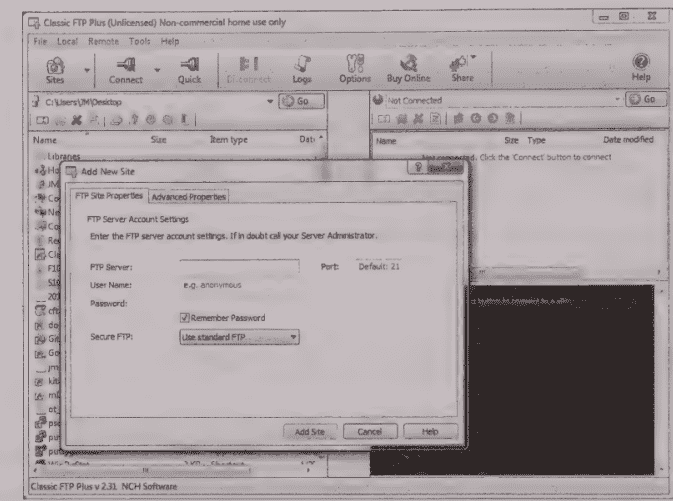 Classic FTP Plus (Unlicensed) Non-commercial home use only
File Local Remote Tools Help
Sites Connect Quick Disconnect Logs Options Buy Online Share Help
C:\Users\JM\Desktop Go
Not Connected Go
Name Size Item type
Name Size Type Date modified
Libraries
Not connected. Click the 'Connect' button to connect
Add New Site
FTP Site Properties Advanced Properties
FTP Server Account Settings
Enter the FTP server account settings. If in doubt call your Server Administrator.
FTP Server: Port: Default: 21
User Name: e.g. anonymous
Password:
Remember Password
Secure FTP: Use standard FTP
Add Site Cancel Help
Classic FTP Plus v 2.31 NCH Software